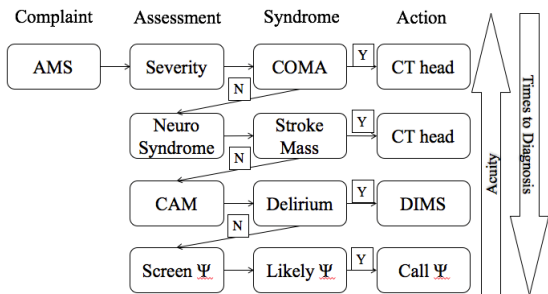 Complaint Assessment Syndrome Action
AMS Severity COMA Y CT head
N
Neuro Syndrome Stroke Mass Y CT head
N
CAM Delirium Y DIMS
N
Screen Ψ Likely Ψ Y Call Ψ
Acuity
Times to Diagnosis